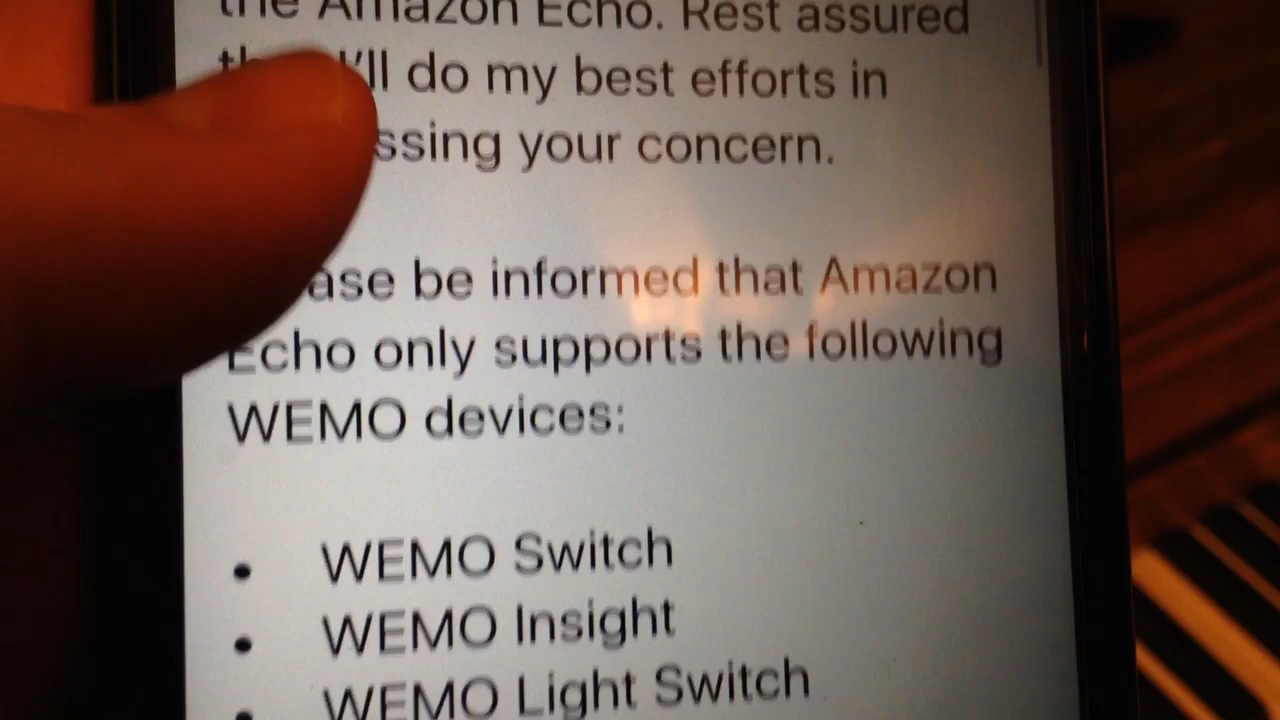 the Amazon Echo. Rest assured
I'll do my best efforts in
ssing your concern.
ase be informed that Amazon
Echo only supports the following
WEMO devices:
• WEMO Switch
• WEMO Insight
• WEMO Light Switch